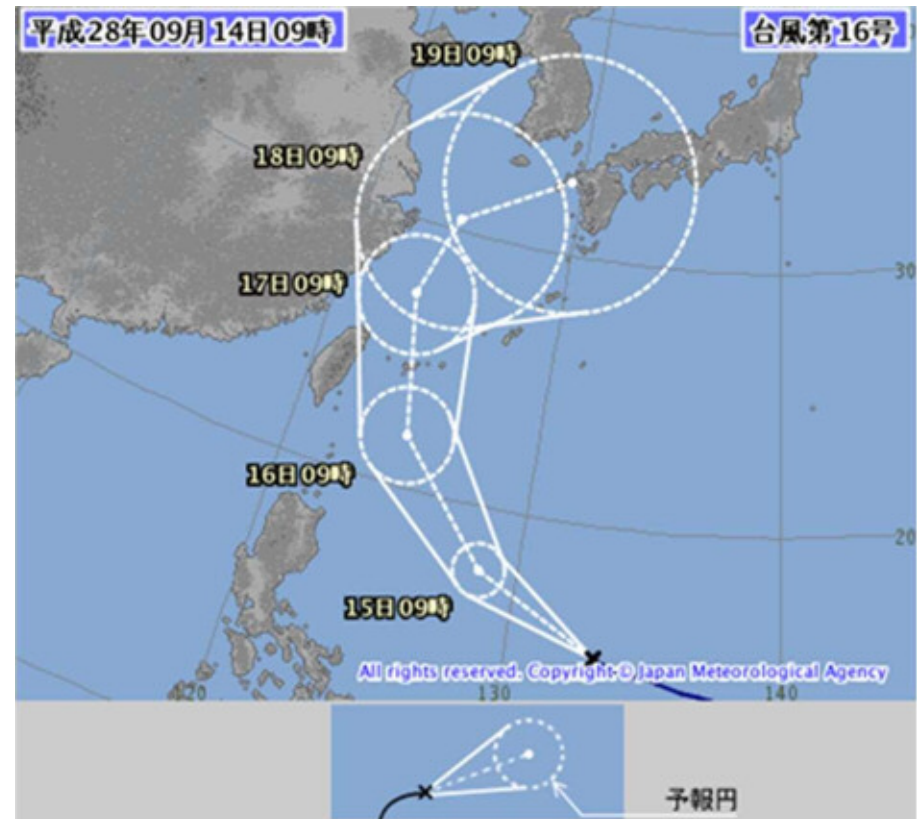 平成28年09月14日09時
台風第16号
19日09時
18日09時
17日09時
30
16日09時
20
15日09時
All rights reserved. Copyright © Japan Meteorological Agency
120
130
140
予報円